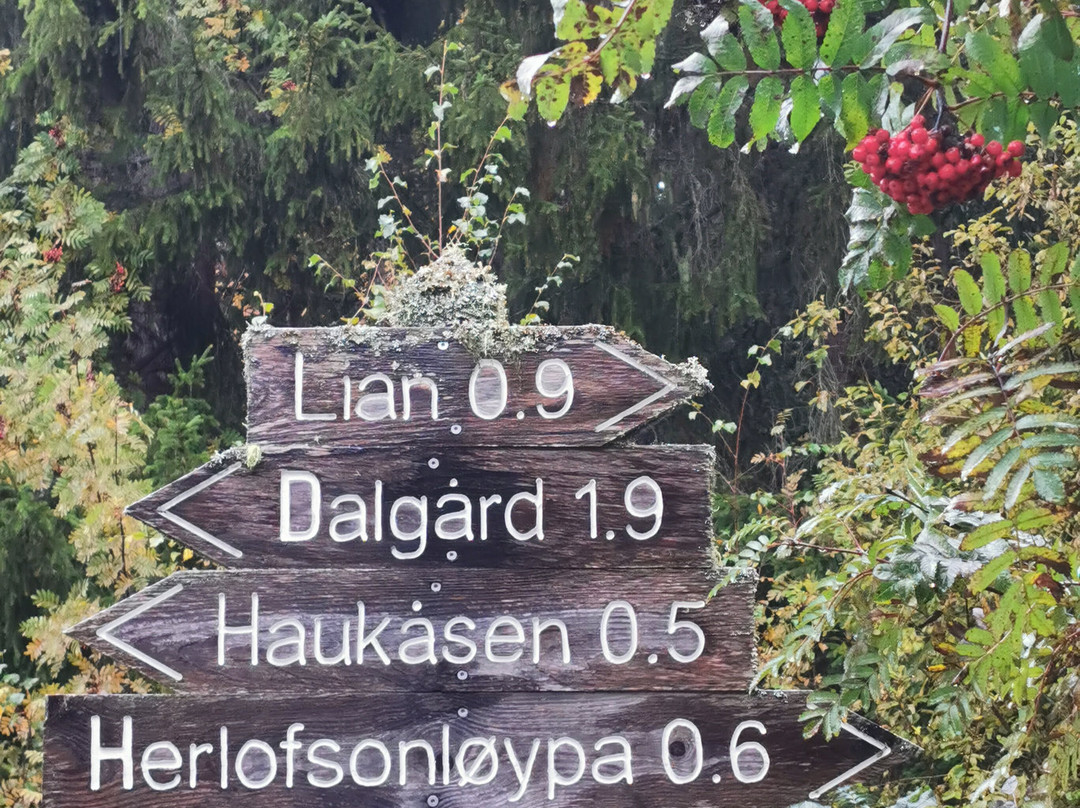 Lian 0.9
Dalgård 1.9
Haukåsen 0.5
Herlofsonløypa 0.6